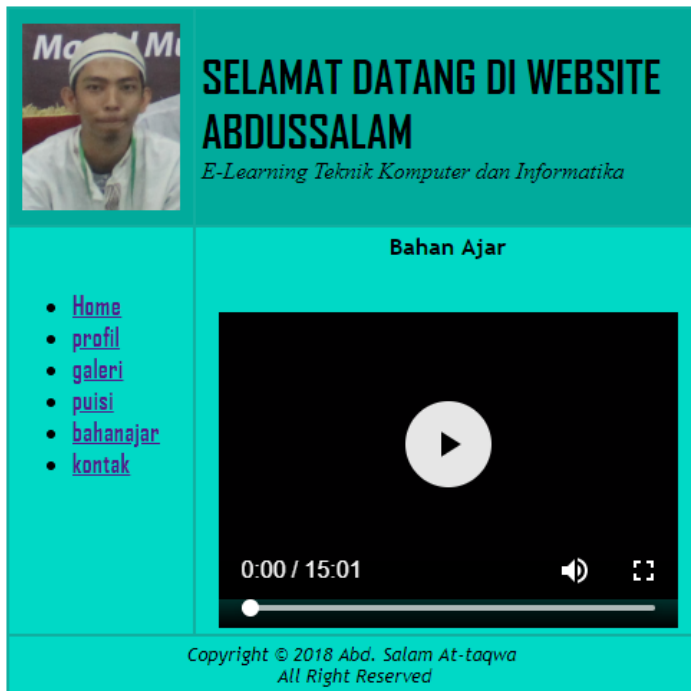 SELAMAT DATANG DI WEBSITE
ABDUSSALAM
E-Learning Teknik Komputer dan Informatika
Bahan Ajar
Home
profil
galeri
puisi
bahanajar
kontak
0:00 / 15:01
Copyright © 2018 Abd. Salam At-taqwa
All Right Reserved